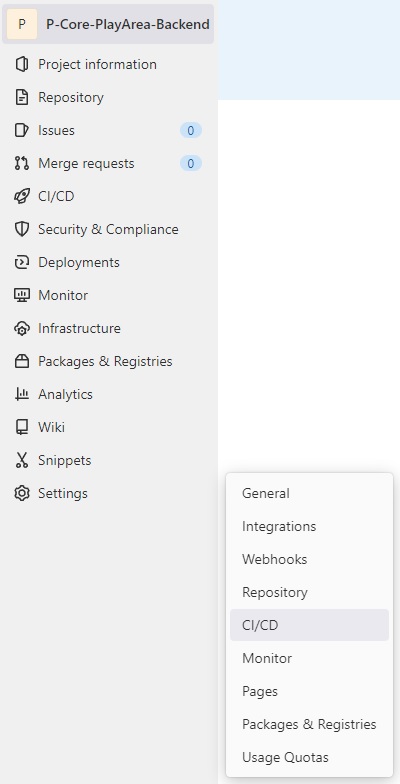 P P-Core-PlayArea-Backend
Project information
Repository
Issues 0
Merge requests 0
CI/CD
Security & Compliance
Deployments
Monitor
Infrastructure
Packages & Registries
Analytics
Wiki
Snippets
Settings
General
Integrations
Webhooks
Repository
CI/CD
Monitor
Pages
Packages & Registries
Usage Quotas